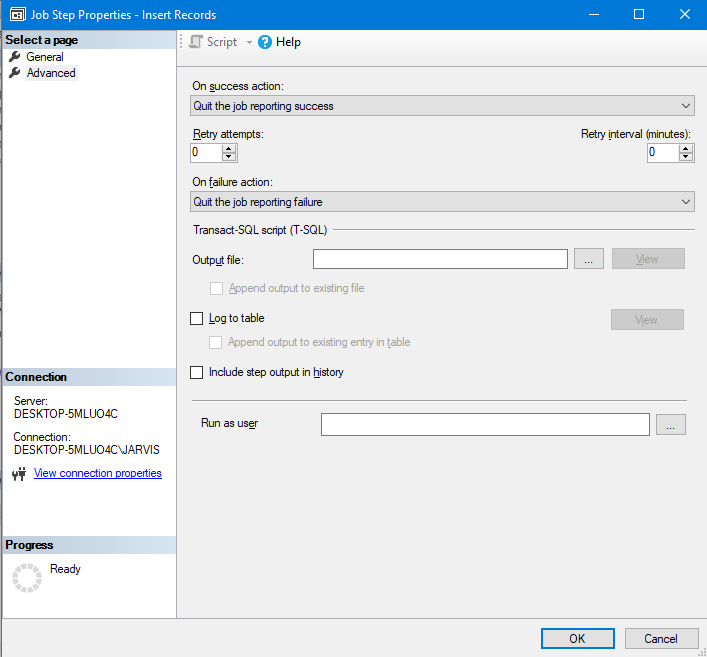 Job Step Properties - Insert Records
Select a page
General
Advanced
Script
Help
On success action:
Quit the job reporting success
Retry attempts:
Retry interval (minutes):
0
0
On failure action:
Quit the job reporting failure
Transact-SQL script (T-SQL)
Output file:
...
View
Append output to existing file
Log to table
View
Append output to existing entry in table
Include step output in history
Run as user
...
Connection
Server:
DESKTOP-5MLUO4C
Connection:
DESKTOP-5MLUO4C\JARVIS
View connection properties
Progress
Ready
OK
Cancel